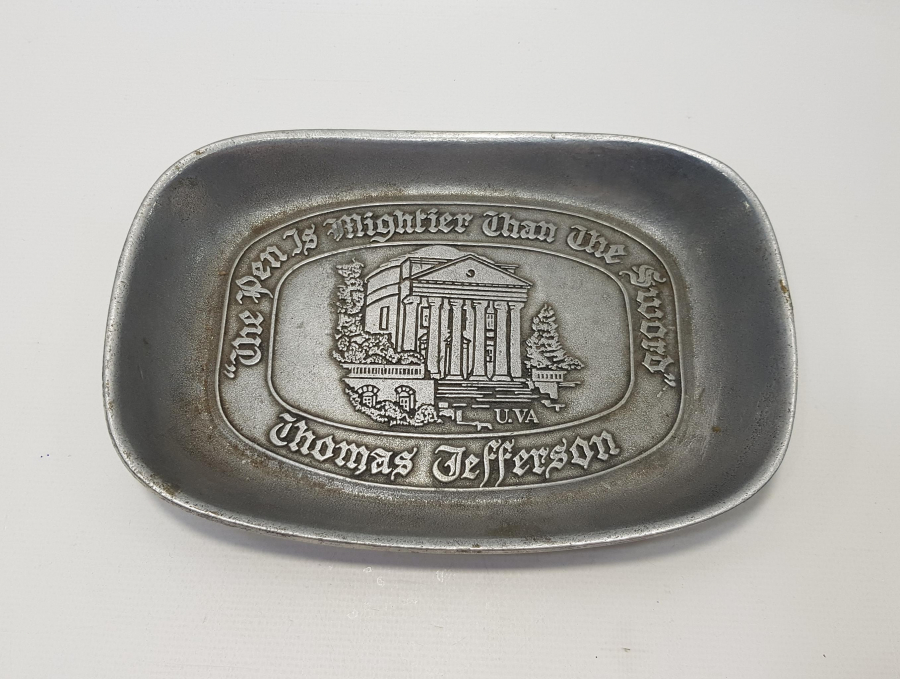 "The Pen Is Mightier Than The Sword"
U.VA
Thomas Jefferson